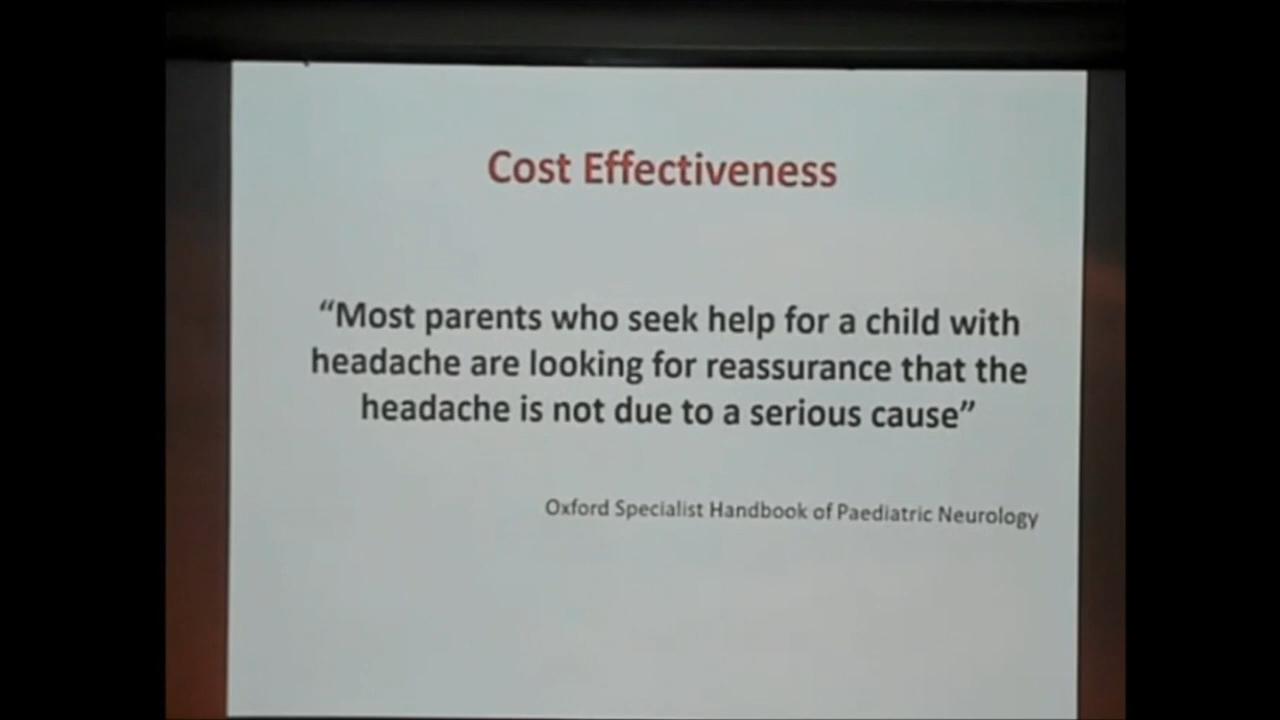 Cost Effectiveness
“Most parents who seek help for a child with
headache are looking for reassurance that the
headache is not due to a serious cause”
Oxford Specialist Handbook of Paediatric Neurology